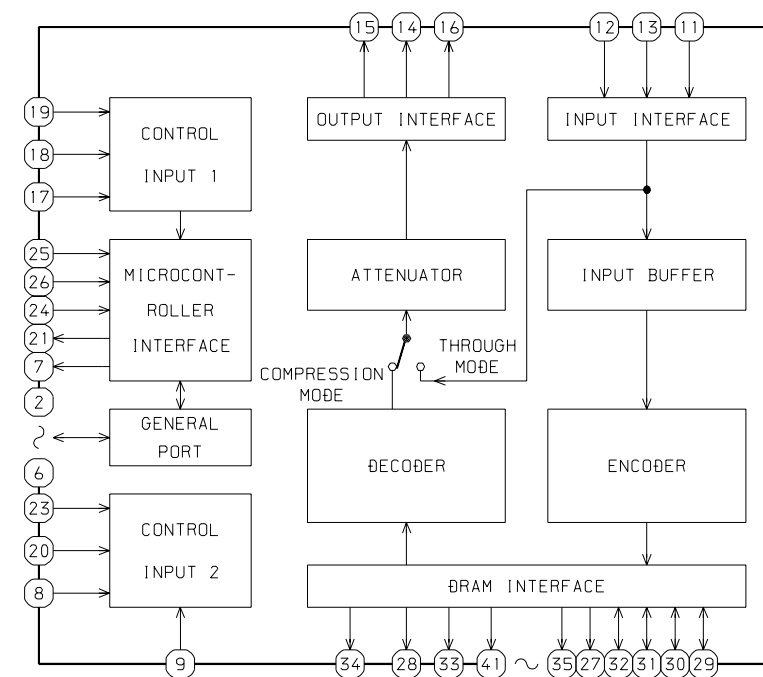 15 14 16 12 13 11
19
CONTROL
INPUT 1
18
17
OUTPUT INTERFACE
INPUT INTERFACE
25
26
24
21
7
MICROCONT-
ROLLER
INTERFACE
ATTENUATOR
INPUT BUFFER
COMPRESSION
MODE
THROUGH
MODE
2
~
6
GENERAL
PORT
DECODER
ENCODER
23
20
8
CONTROL
INPUT 2
DRAM INTERFACE
9 34 28 33 41 ~ 35 27 32 31 30 29